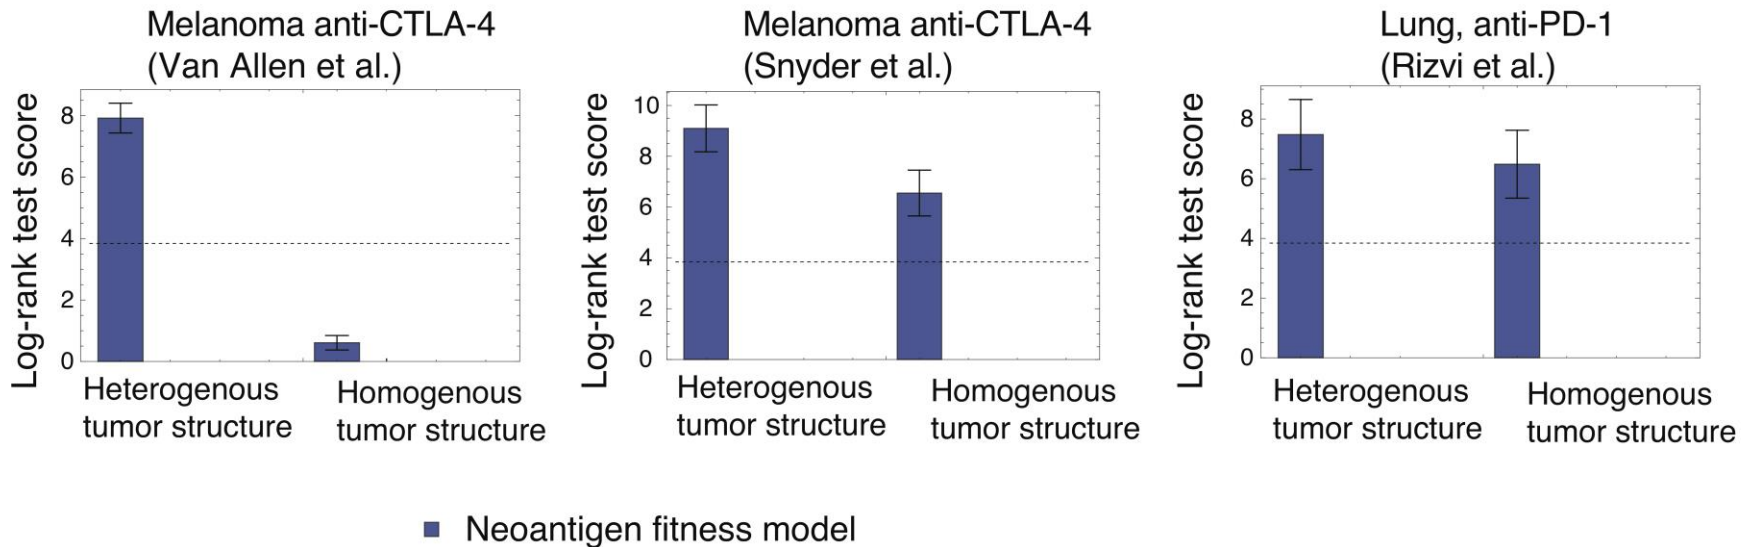 Melanoma anti-CTLA-4
(Van Allen et al.)
Log-rank test score
8
6
4
2
0
Heterogenous
tumor structure
Homogenous
tumor structure
Melanoma anti-CTLA-4
(Snyder et al.)
Log-rank test score
10
8
6
4
2
0
Heterogenous
tumor structure
Homogenous
tumor structure
Lung, anti-PD-1
(Rizvi et al.)
Log-rank test score
8
6
4
2
0
Heterogenous
tumor structure
Homogenous
tumor structure
Neoantigen fitness model